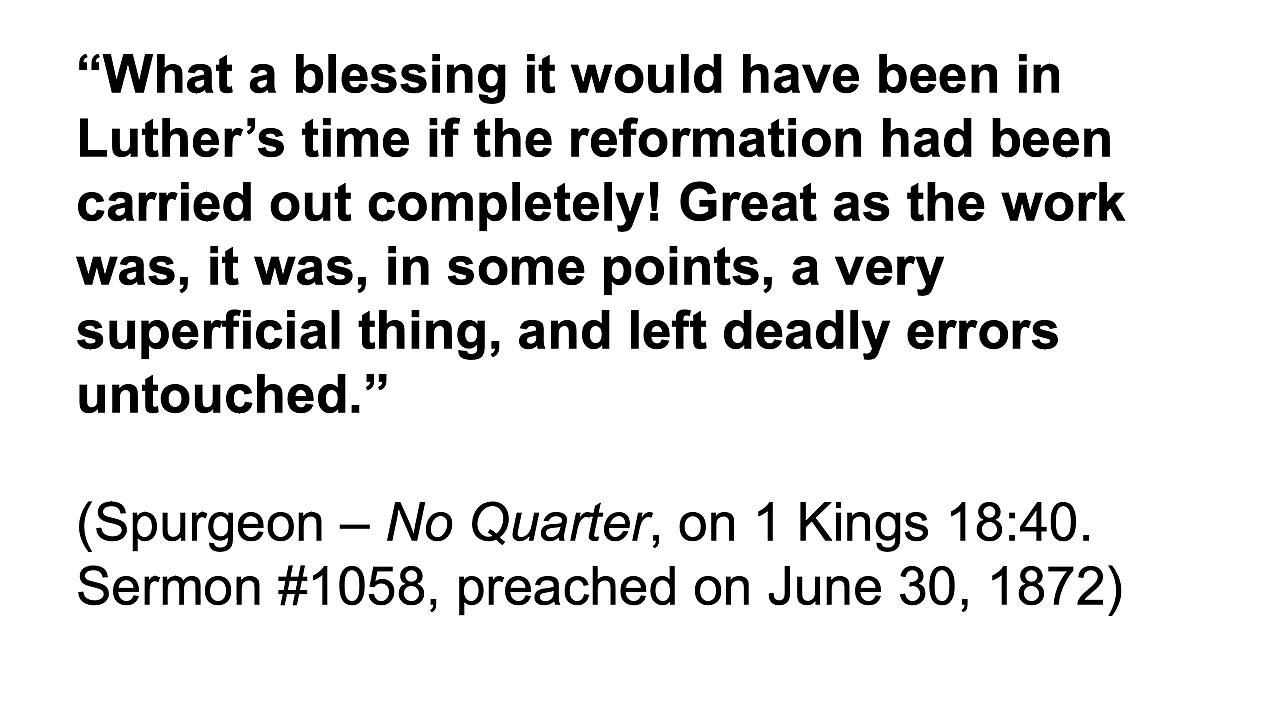 “What a blessing it would have been in
Luther’s time if the reformation had been
carried out completely! Great as the work
was, it was, in some points, a very
superficial thing, and left deadly errors
untouched.”
(Spurgeon – No Quarter, on 1 Kings 18:40.
Sermon #1058, preached on June 30, 1872)